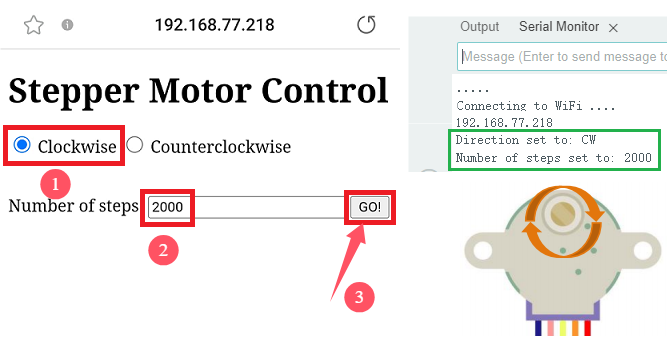 192.168.77.218
Stepper Motor Control
Clockwise Counterclockwise
1
Number of steps 2000 GO!
2
3
Output Serial Monitor
Message (Enter to send message to
.....
Connecting to WiFi ....
192.168.77.218
Direction set to: CW
Number of steps set to: 2000